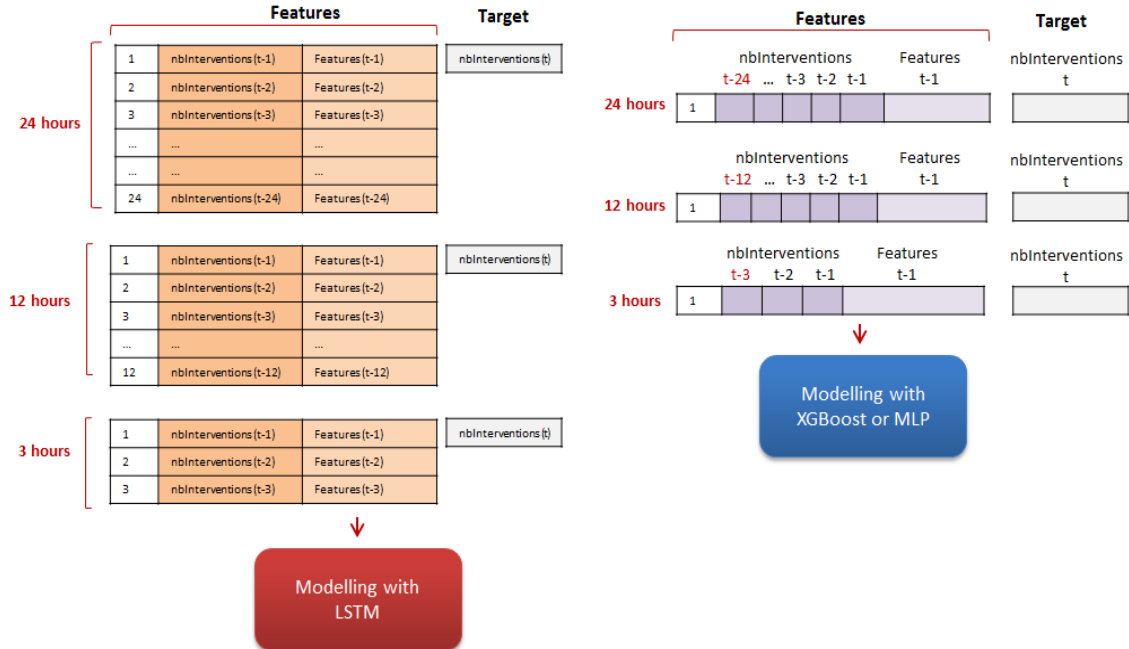 Features Target
1 nbInterventions(t-1) Features(t-1) nbInterventions(t)
2 nbInterventions(t-2) Features(t-2)
3 nbInterventions(t-3) Features(t-3)
24 hours
... ... ...
... ... ...
24 nbInterventions(t-24) Features(t-24)
1 nbInterventions(t-1) Features(t-1) nbInterventions(t)
2 nbInterventions(t-2) Features(t-2)
12 hours
3 nbInterventions(t-3) Features(t-3)
... ... ...
12 nbInterventions(t-12) Features(t-12)
1 nbInterventions(t-1) Features(t-1) nbInterventions(t)
3 hours
2 nbInterventions(t-2) Features(t-2)
3 nbInterventions(t-3) Features(t-3)
Modelling with
LSTM
Features Target
nbInterventions Features nbInterventions
t-24 ... t-3 t-2 t-1 t-1 t
24 hours 1
nbInterventions Features nbInterventions
t-12 ... t-3 t-2 t-1 t-1 t
12 hours 1
nbInterventions Features nbInterventions
t-3 t-2 t-1 t-1 t
3 hours 1
Modelling with
XGBoost or MLP